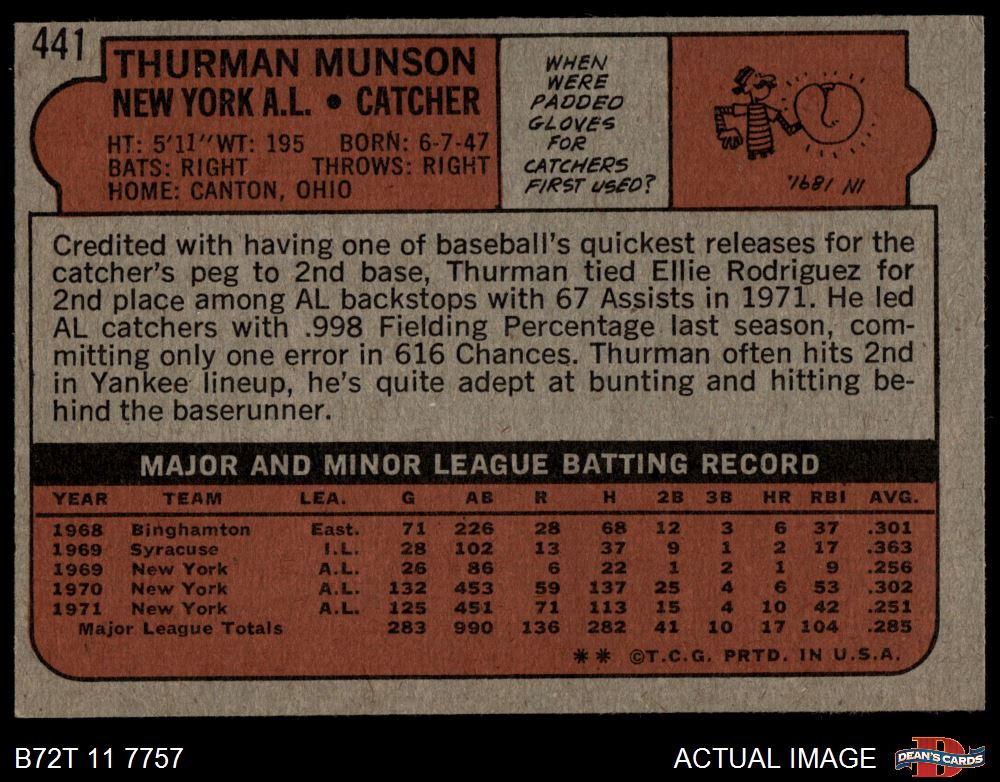 441
THURMAN MUNSON
NEW YORK A.L. • CATCHER
HT: 5'11" WT: 195 BORN: 6-7-47
BATS: RIGHT THROWS: RIGHT
HOME: CANTON, OHIO
WHEN
WERE
PADDED
GLOVES
FOR
CATCHERS
FIRST USED?
IN 1891.
Credited with having one of baseball's quickest releases for the
catcher's peg to 2nd base, Thurman tied Ellie Rodriguez for
2nd place among AL backstops with 67 Assists in 1971. He led
AL catchers with .998 Fielding Percentage last season, com-
mitting only one error in 616 Chances. Thurman often hits 2nd
in Yankee lineup, he's quite adept at bunting and hitting be-
hind the baserunner.
MAJOR AND MINOR LEAGUE BATTING RECORD
YEAR TEAM LEA. G AB R H 2B 3B HR RBI AVG.
1968 Binghamton East. 71 226 28 68 12 3 6 37 .301
1969 Syracuse I.L. 28 102 13 37 9 1 2 17 .363
1969 New York A.L. 26 86 6 22 1 2 1 9 .256
1970 New York A.L. 132 453 59 137 25 4 6 53 .302
1971 New York A.L. 125 451 71 113 15 4 10 42 .251
Major League Totals 283 990 136 282 41 10 17 104 .285
** ©T.C.G. PRTD. IN U.S.A.
B72T 11 7757
ACTUAL IMAGE
D
DEAN'S CARDS